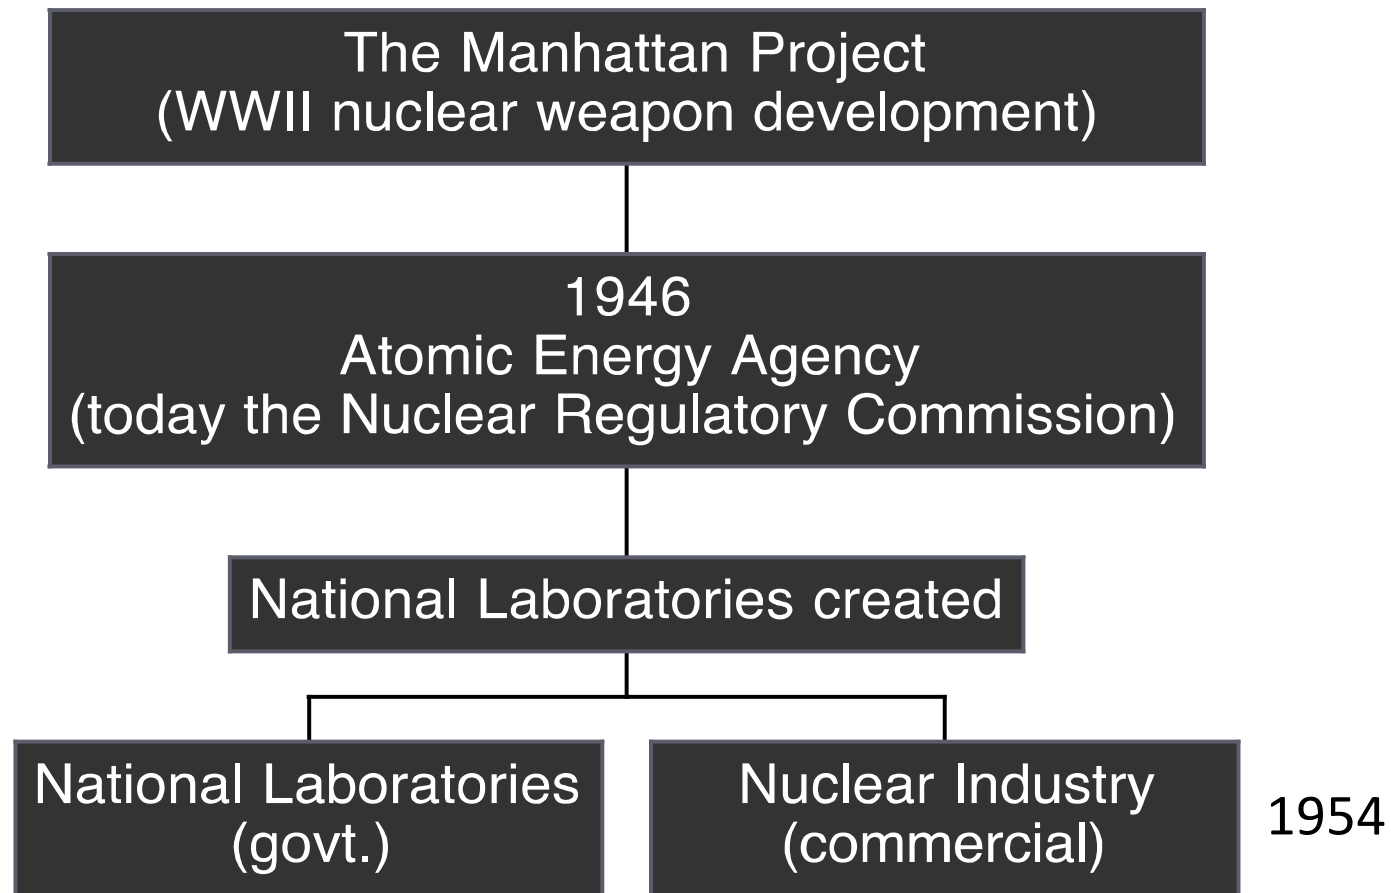 The Manhattan Project
(WWII nuclear weapon development)
1946
Atomic Energy Agency
(today the Nuclear Regulatory Commission)
National Laboratories created
National Laboratories
(govt.)
Nuclear Industry
(commercial)
1954